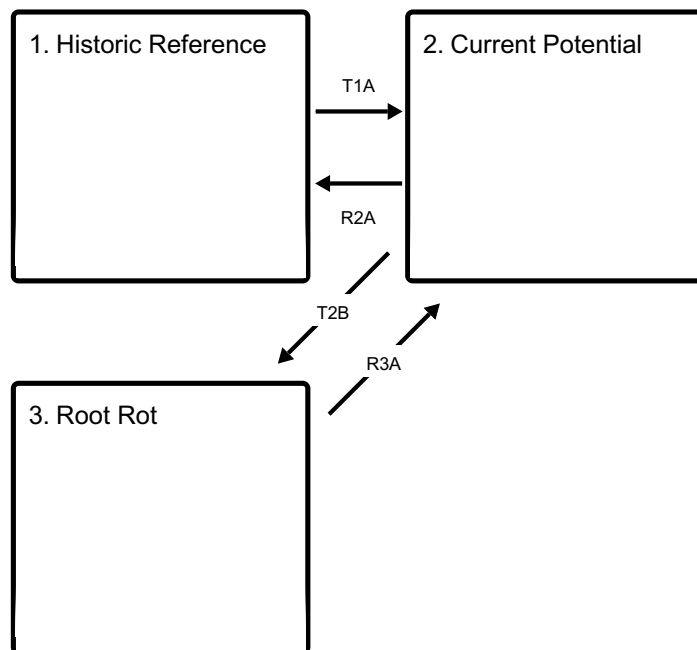 1. Historic Reference
2. Current Potential
T1A
R2A
T2B
R3A
3. Root Rot